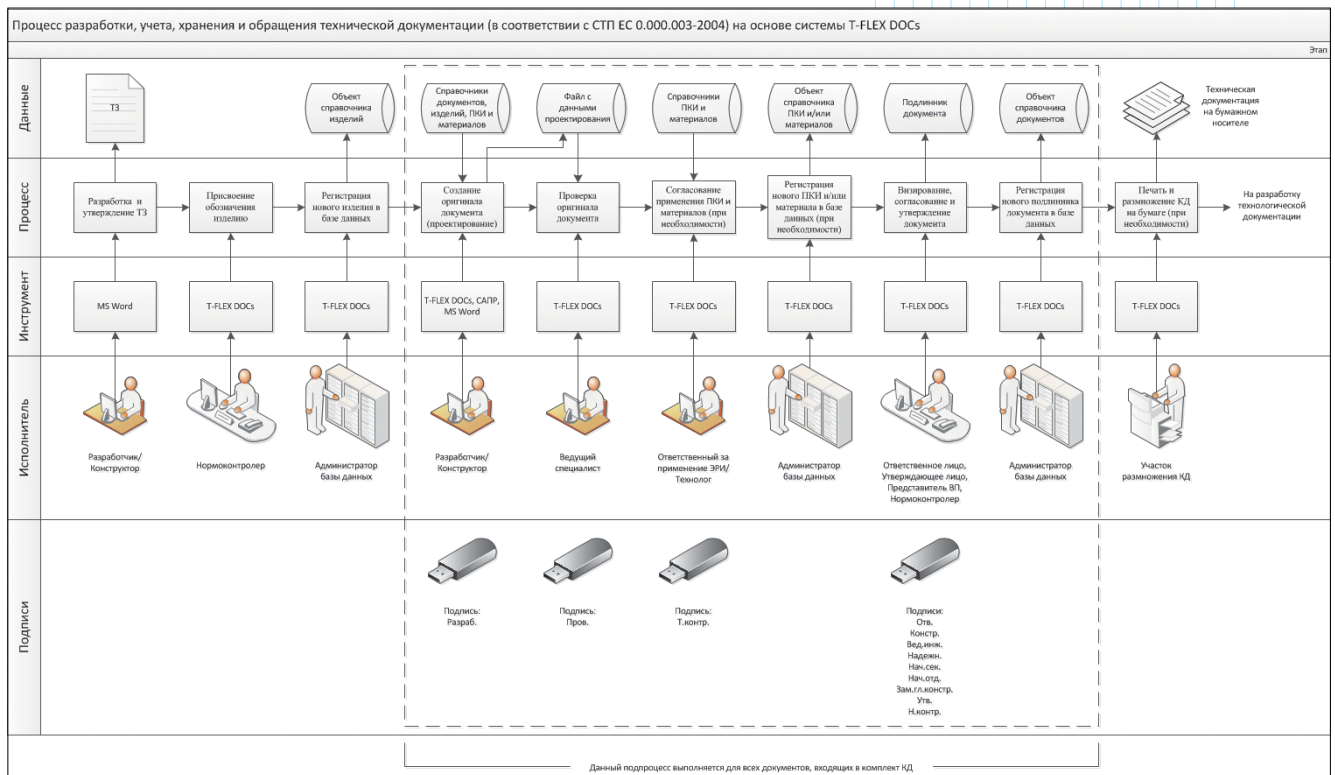 Процесс разработки, учета, хранения и обращения технической документации (в соответствии с СТП ЕС 0.000.003-2004) на основе системы T-FLEX DOCs
Этап
Данные
ТЗ
Объект
справочника
изделий
Справочники
документов,
изделий, ПКИ и
материалов
Файл с
данными
проектирования
Справочники
ПКИ и
материалов
Объект
справочника
ПКИ и/или
материалов
Подлинник
документа
Объект
справочника
документов
Техническая
документация
на бумажном
носителе
Процесс
Разработка и
утверждение ТЗ
Присвоение
обозначения
изделию
Регистрация
нового изделия в
базе данных
Создание
оригинала
документа
(проектирование)
Проверка
оригинала
документа
Согласование
применения ПКИ и
материалов (при
необходимости)
Регистрация
нового ПКИ и/или
материала в базе
данных (при
необходимости)
Визирование,
согласование и
утверждение
документа
Регистрация
нового подлинника
документа в базе
данных
Печать и
размножение КД
на бумаге (при
необходимости)
На разработку
технологической
документации
Инструмент
MS Word
T-FLEX DOCs
T-FLEX DOCs
T-FLEX DOCs, САПР,
MS Word
T-FLEX DOCs
T-FLEX DOCs
T-FLEX DOCs
T-FLEX DOCs
T-FLEX DOCs
T-FLEX DOCs
Исполнитель
Разработчик/
Конструктор
Нормоконтролер
Администратор
базы данных
Разработчик/
Конструктор
Ведущий
специалист
Ответственный за
применение ЭРИ/
Технолог
Администратор
базы данных
Ответственное лицо,
Утверждающее лицо,
Представитель ВП,
Нормоконтролер
Администратор
базы данных
Участок
размножения КД
Подписи
Подпись:
Разраб.
Подпись:
Пров.
Подпись:
Т.контр.
Подписи:
Отв.
Констр.
Вед.инж.
Надежн.
Нач.сек.
Нач.отд.
Зам.гл.констр.
Утв.
Н.контр.
Данный подпроцесс выполняется для всех документов, входящих в комплект КД